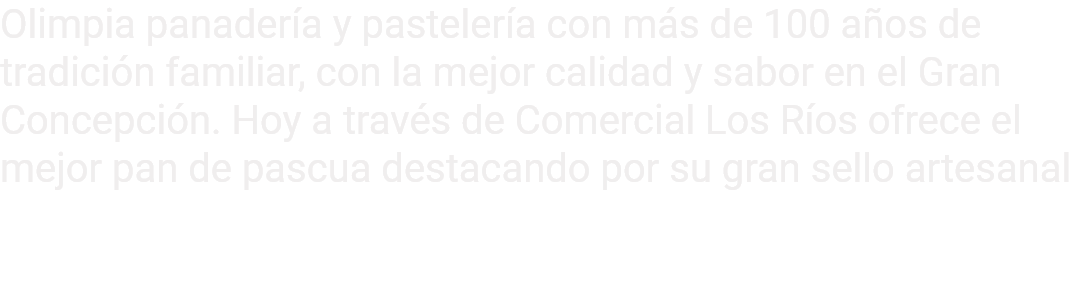 Olimpia panadería y pastelería con más de 100 años de
tradición familiar, con la mejor calidad y sabor en el Gran
Concepción. Hoy a través de Comercial Los Ríos ofrece el
mejor pan de pascua destacando por su gran sello artesanal